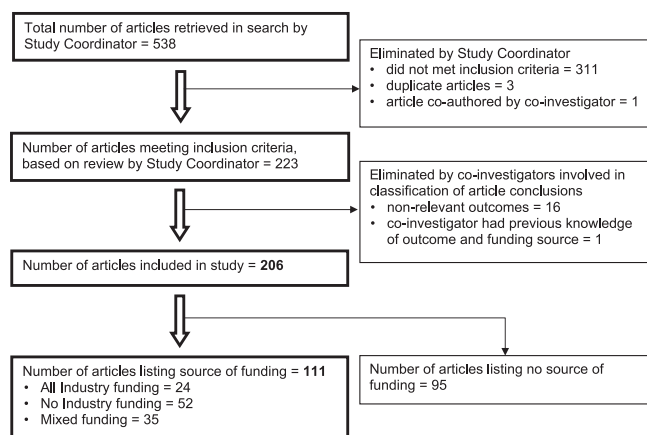 Total number of articles retrieved in search by
Study Coordinator = 538
Eliminated by Study Coordinator
• did not met inclusion criteria = 311
• duplicate articles = 3
• article co-authored by co-investigator = 1
Number of articles meeting inclusion criteria,
based on review by Study Coordinator = 223
Eliminated by co-investigators involved in
classification of article conclusions
• non-relevant outcomes = 16
• co-investigator had previous knowledge
of outcome and funding source = 1
Number of articles included in study = 206
Number of articles listing source of funding = 111
• All Industry funding = 24
• No Industry funding = 52
• Mixed funding = 35
Number of articles listing no source of
funding = 95